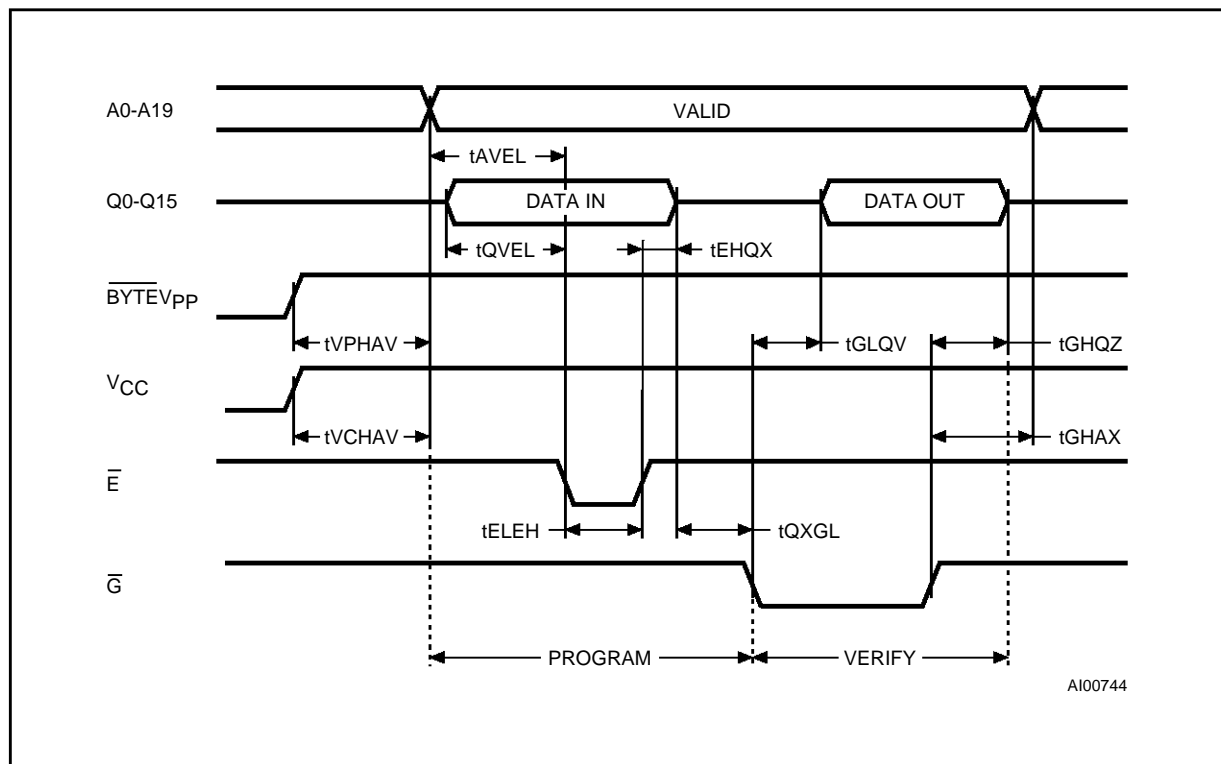 A0-A19
VALID
tAVEL
Q0-Q15
DATA IN
DATA OUT
tQVEL
tEHQX
BYTEVPP
tVPHAV
tGLQV
tGHQZ
VCC
tVCHAV
tGHAX
E
tELEH
tQXGL
G
PROGRAM
VERIFY
AI00744